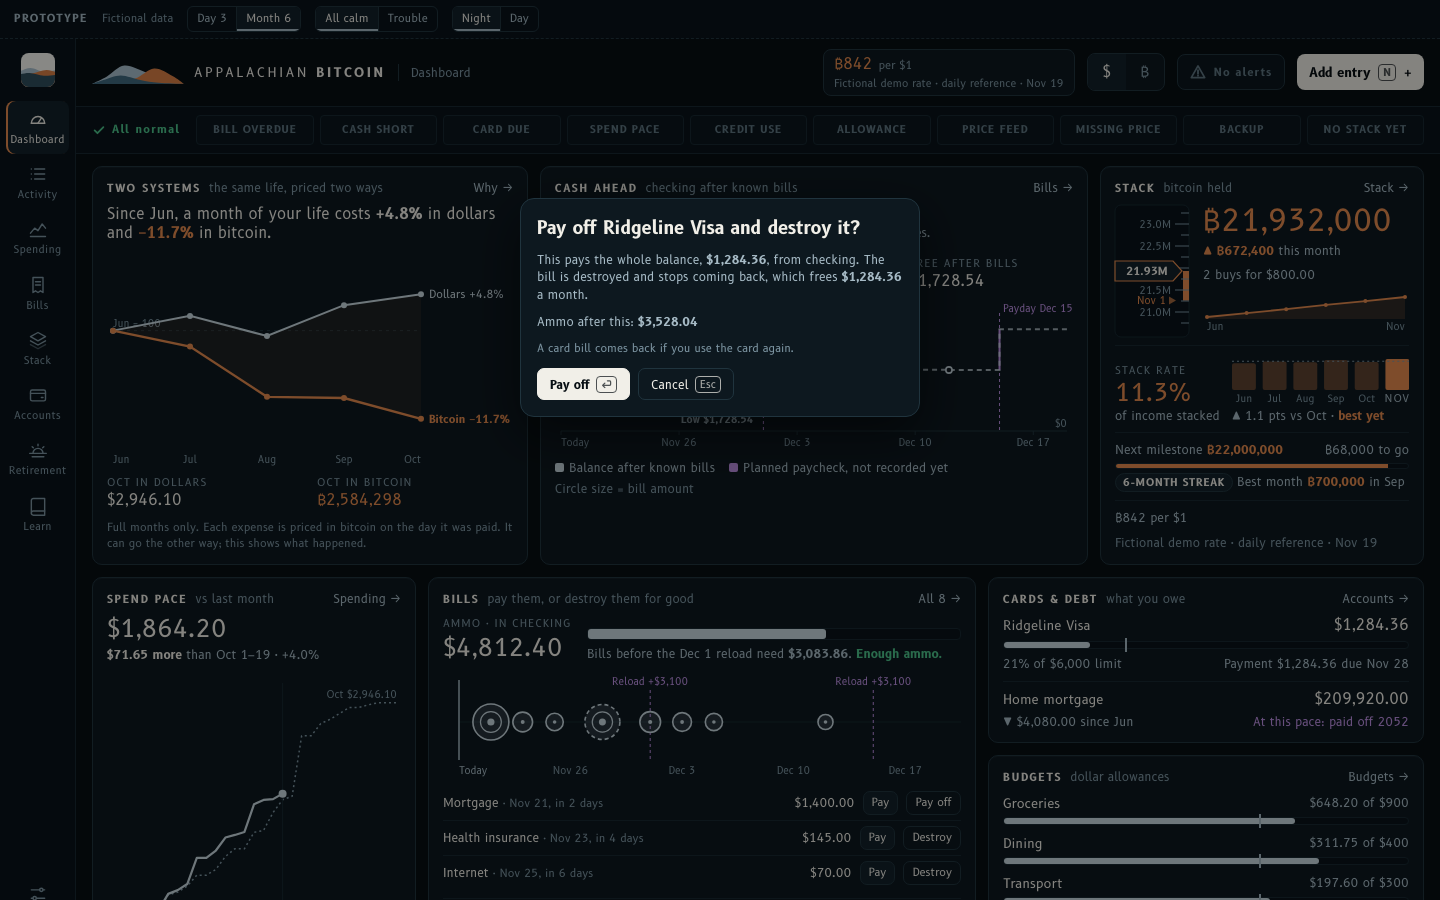 PROTOTYPE Fictional data Day 3 Month 6 All calm Trouble Night Day
APPALACHIAN BITCOIN Dashboard
฿842 per $1
Fictional demo rate · daily reference · Nov 19
$ ฿
No alerts
Add entry N +
All normal BILL OVERDUE CASH SHORT CARD DUE SPEND PACE CREDIT USE ALLOWANCE PRICE FEED MISSING PRICE BACKUP NO STACK YET
Dashboard
Activity
Spending
Bills
Stack
Accounts
Retirement
Learn
TWO SYSTEMS the same life, priced two ways Why →
Since Jun, a month of your life costs +4.8% in dollars
and −11.7% in bitcoin.
Jun = 100
Dollars +4.8%
Bitcoin −11.7%
Jun Jul Aug Sep Oct
OCT IN DOLLARS OCT IN BITCOIN
$2,946.10 ฿2,584,298
Full months only. Each expense is priced in bitcoin on the day it was paid. It
can go the other way; this shows what happened.
CASH AHEAD checking after known bills Bills →
AFTER BILLS
1,728.54
Payday Dec 15
Low $1,728.54
$0
Today Nov 26 Dec 3 Dec 10 Dec 17
Balance after known bills Planned paycheck, not recorded yet
Circle size = bill amount
Pay off Ridgeline Visa and destroy it?
This pays the whole balance, $1,284.36, from checking. The
bill is destroyed and stops coming back, which frees $1,284.36
a month.
Ammo after this: $3,528.04
A card bill comes back if you use the card again.
Pay off ⏎ Cancel Esc
STACK bitcoin held Stack →
23.0M
22.5M
21.93M
21.5M
Nov 1
21.0M
฿21,932,000
▲ ฿672,400 this month
2 buys for $800.00
Jun Nov
STACK RATE
11.3%
of income stacked
Jun Jul Aug Sep Oct NOV
▲ 1.1 pts vs Oct · best yet
Next milestone ฿22,000,000 ฿68,000 to go
6-MONTH STREAK Best month ฿700,000 in Sep
฿842 per $1
Fictional demo rate · daily reference · Nov 19
SPEND PACE vs last month Spending →
$1,864.20
$71.65 more than Oct 1–19 · +4.0%
Oct $2,946.10
BILLS pay them, or destroy them for good All 8 →
AMMO · IN CHECKING
$4,812.40
Bills before the Dec 1 reload need $3,083.86. Enough ammo.
Reload +$3,100 Reload +$3,100
Today Nov 26 Dec 3 Dec 10 Dec 17
Mortgage · Nov 21, in 2 days $1,400.00 Pay Pay off
Health insurance · Nov 23, in 4 days $145.00 Pay Destroy
Internet · Nov 25, in 6 days $70.00 Pay Destroy
CARDS & DEBT what you owe Accounts →
Ridgeline Visa $1,284.36
21% of $6,000 limit Payment $1,284.36 due Nov 28
Home mortgage $209,920.00
▼ $4,080.00 since Jun At this pace: paid off 2052
BUDGETS dollar allowances Budgets →
Groceries $648.20 of $900
Dining $311.75 of $400
Transport $197.60 of $300